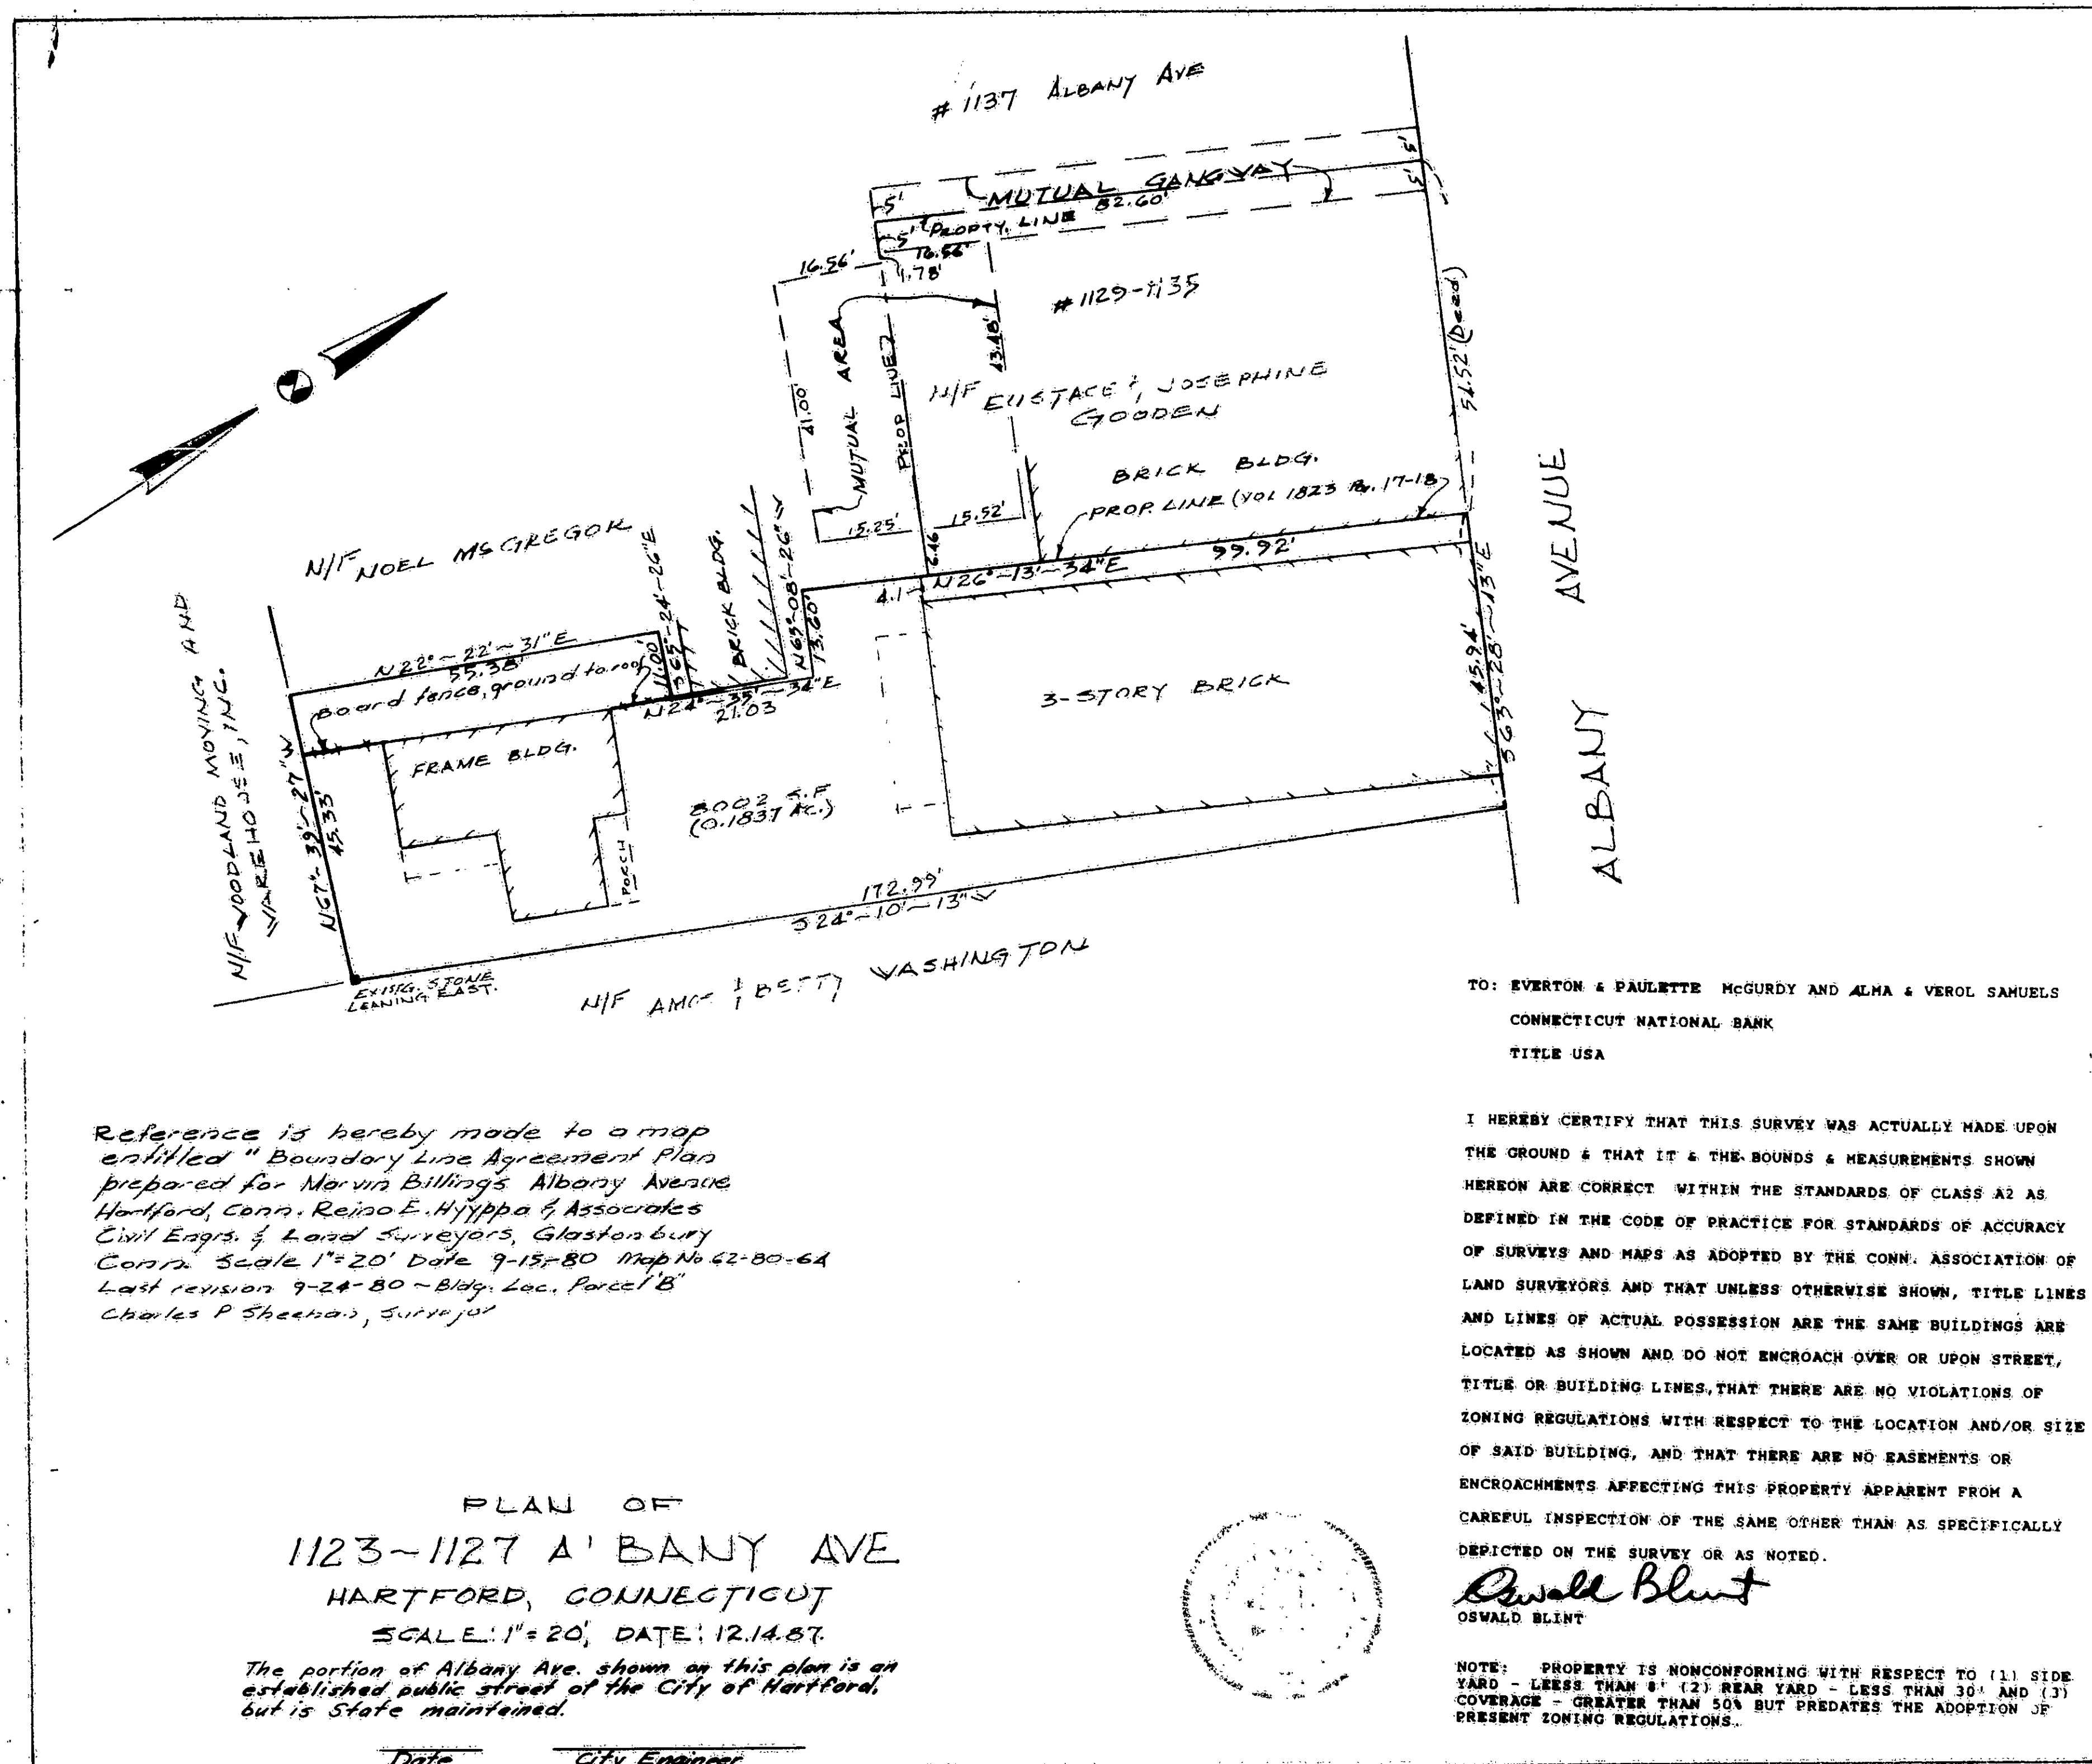 # 1137 ALBANY AVE
5'
5'
MUTUAL GANGWAY
82.60'
5'
5'
PROPTY. LINE
16.56'
16.56'
1.78'
# 1129-1135
MUTUAL AREA
PROP LINE
41.00'
43.48'
N/F EUSTACE & JOSEPHINE
GOODEN
54.52' (Deed)
BRICK BLDG.
PROP. LINE (VOL 1823 Pg. 17-18)
15.25'
15.52'
6.46
N26°-13'-34"E
99.92'
4.1
N/F NOEL McGREGOR
N22°-22'-31"E
55.38'
Board fence, ground to roof
11.00'
S65°-24'-26"E
BRICK BLDG.
N65°-08'-26"W
13.60'
N24°-35'-34"E
21.03
N/F WOODLAND MOVING AND
WAREHOUSE, INC.
N67°-39'-27"W
45.33'
FRAME BLDG.
PORCH
8002 S.F
(0.1837 AC.)
3-STORY BRICK
45.94'
S63°-28'-13"E
ALBANY AVENUE
172.99'
S24°-10'-13"W
EXISTG. STONE
LEANING EAST.
N/F & BETTY WASHINGTON
TO: EVERTON & PAULETTE McGURDY AND ALMA & VEROL SAMUELS
CONNECTICUT NATIONAL BANK
TITLE USA
Reference is hereby made to a map
entitled " Boundary Line Agreement Plan
prepared for Marvin Billings Albany Avenue
Hartford, Conn. Reino E. Hyyppa & Associates
Civil Engrs. & Land Surveyors, Glastonbury
Conn. Scale 1"=20' Date 9-15-80 Map No 62-80-64
Last revision 9-24-80 ~ Bldg. Loc. Parcel "B"
Charles P Sheehan, Surveyor
I HEREBY CERTIFY THAT THIS SURVEY WAS ACTUALLY MADE UPON
THE GROUND & THAT IT & THE BOUNDS & MEASUREMENTS SHOWN
HEREON ARE CORRECT WITHIN THE STANDARDS OF CLASS A2 AS
DEFINED IN THE CODE OF PRACTICE FOR STANDARDS OF ACCURACY
OF SURVEYS AND MAPS AS ADOPTED BY THE CONN. ASSOCIATION OF
LAND SURVEYORS AND THAT UNLESS OTHERWISE SHOWN, TITLE LINES
AND LINES OF ACTUAL POSSESSION ARE THE SAME BUILDINGS ARE
LOCATED AS SHOWN AND DO NOT ENCROACH OVER OR UPON STREET,
TITLE OR BUILDING LINES, THAT THERE ARE NO VIOLATIONS OF
ZONING REGULATIONS WITH RESPECT TO THE LOCATION AND/OR SIZE
OF SAID BUILDING, AND THAT THERE ARE NO EASEMENTS OR
ENCROACHMENTS AFFECTING THIS PROPERTY APPARENT FROM A
CAREFUL INSPECTION OF THE SAME OTHER THAN AS SPECIFICALLY
DEPICTED ON THE SURVEY OR AS NOTED.
Oswald Blint
OSWALD BLINT
NOTE: PROPERTY IS NONCONFORMING WITH RESPECT TO (1) SIDE
YARD - LEESS THAN 8' (2) REAR YARD - LESS THAN 30' AND (3)
COVERAGE - GREATER THAN 50% BUT PREDATES THE ADOPTION OF
PRESENT ZONING REGULATIONS.
PLAN OF
1123~1127 A'BANY AVE
HARTFORD, CONNECTICUT
SCALE: 1"=20', DATE: 12.14.87.
The portion of Albany Ave. shown on this plan is an
established public street of the City of Hartford,
but is State maintained.
Date City Engineer